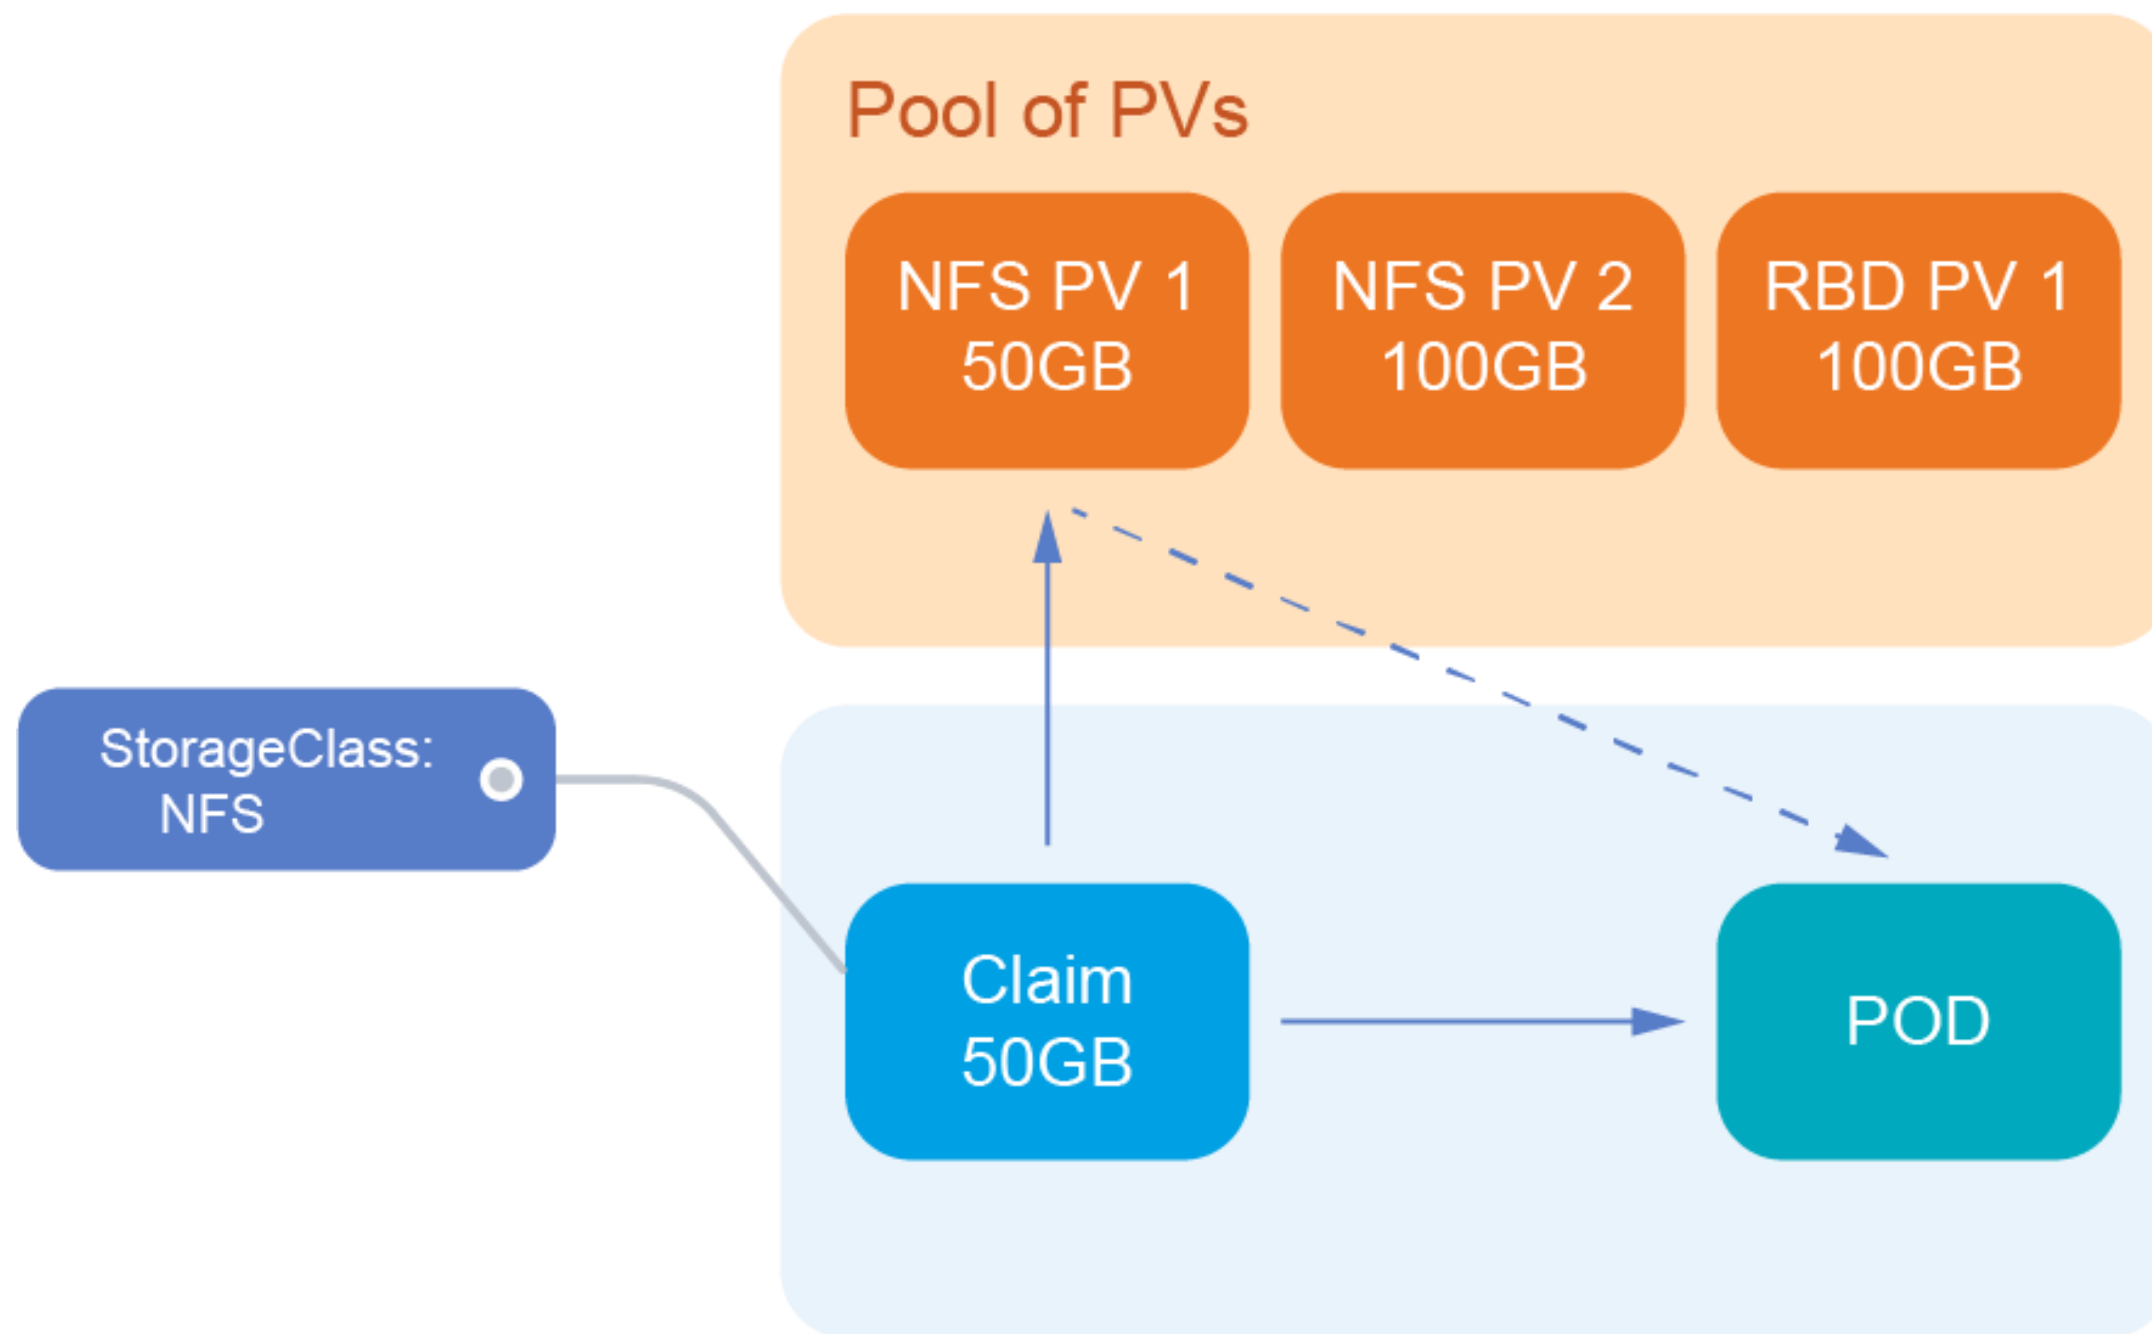 Pool of PVs
NFS PV 1
50GB
NFS PV 2
100GB
RBD PV 1
100GB
StorageClass:
NFS
Claim
50GB
POD